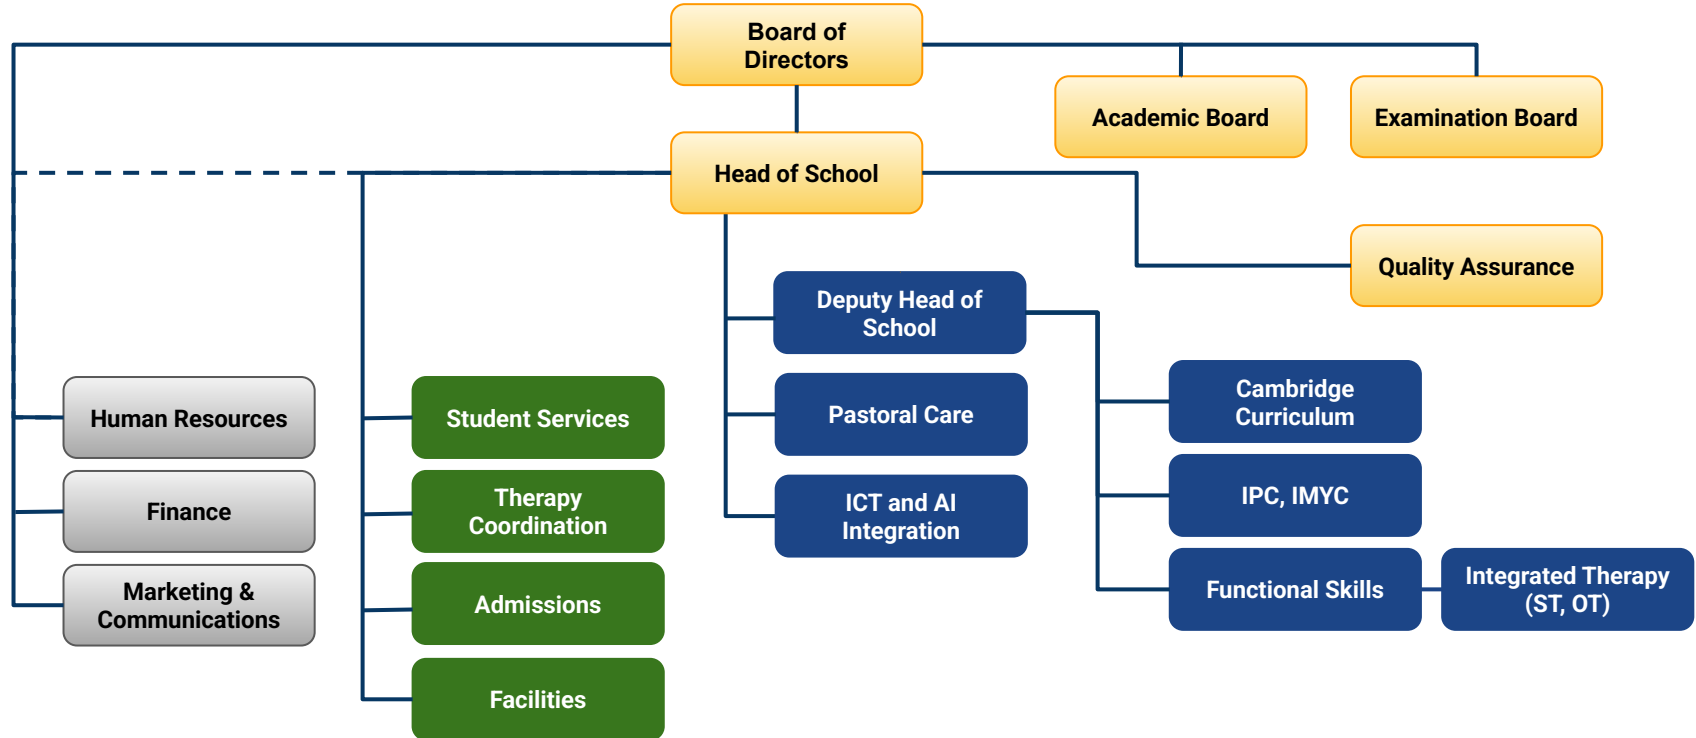 Board of
Directors
Academic Board
Examination Board
Head of School
Quality Assurance
Deputy Head of
School
Human Resources
Student Services
Pastoral Care
Cambridge
Curriculum
Finance
Therapy
Coordination
ICT and AI
Integration
IPC, IMYC
Marketing &
Communications
Admissions
Functional Skills
Integrated Therapy
(ST, OT)
Facilities